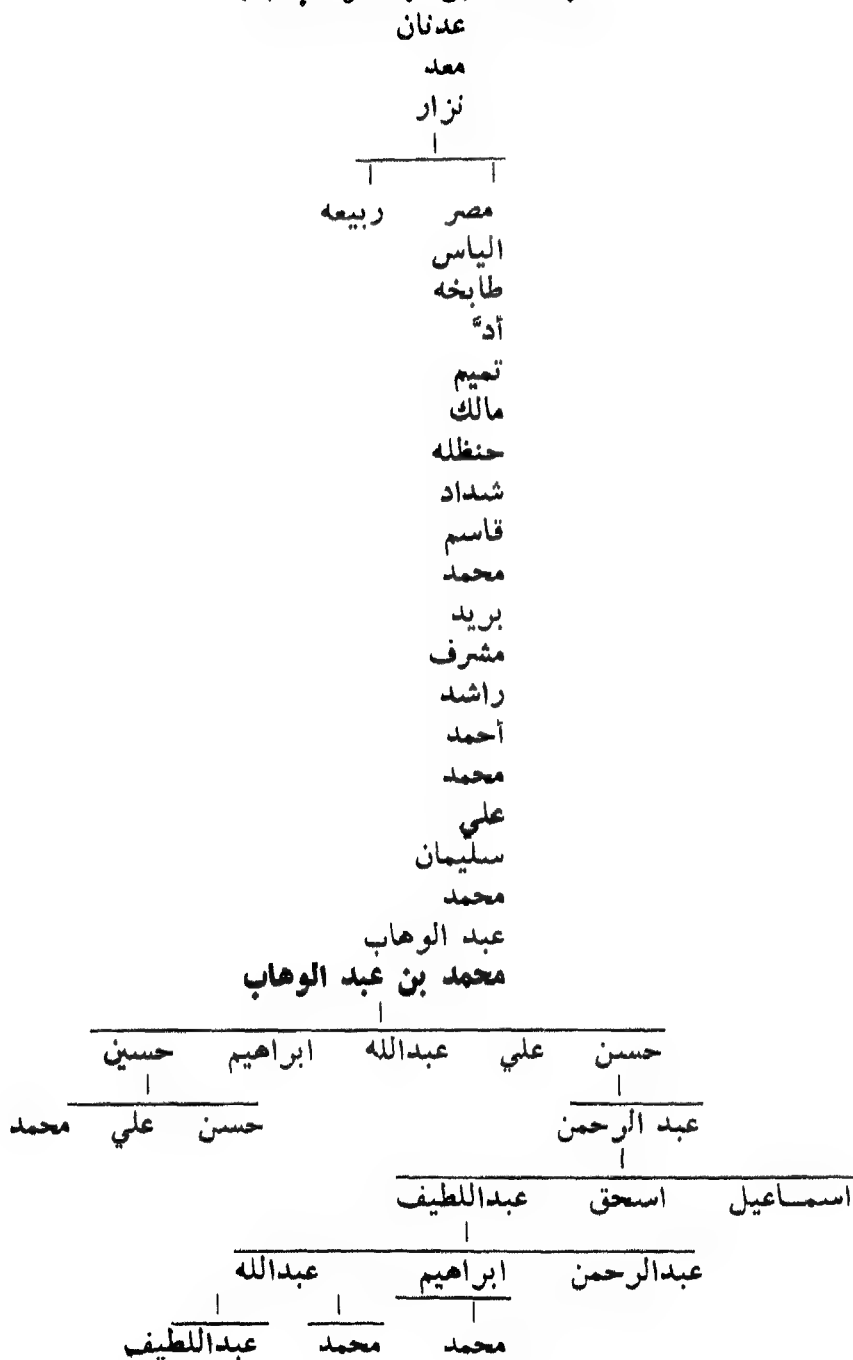 عدنان
معد
نزار
مصر ربيعه
الياس
طابخه
أدَّ
تميم
مالك
حنظله
شداد
قاسم
محمد
بريد
مشرف
راشد
أحمد
محمد
علي
سليمان
محمد
عبد الوهاب
محمد بن عبد الوهاب
حسن علي عبدالله ابراهيم حسين
عبد الرحمن حسن علي محمد
اسمــاعيل اسحق عبداللطيف
عبدالرحمن ابراهيم عبدالله
محمد محمد عبداللطيف